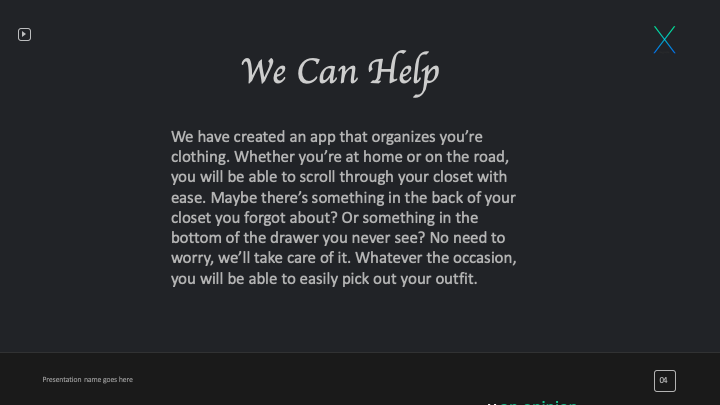 We Can Help
We have created an app that organizes you’re
clothing. Whether you’re at home or on the road,
you will be able to scroll through your closet with
ease. Maybe there’s something in the back of your
closet you forgot about? Or something in the
bottom of the drawer you never see? No need to
worry, we’ll take care of it. Whatever the occasion,
you will be able to easily pick out your outfit.
Presentation name goes here
04